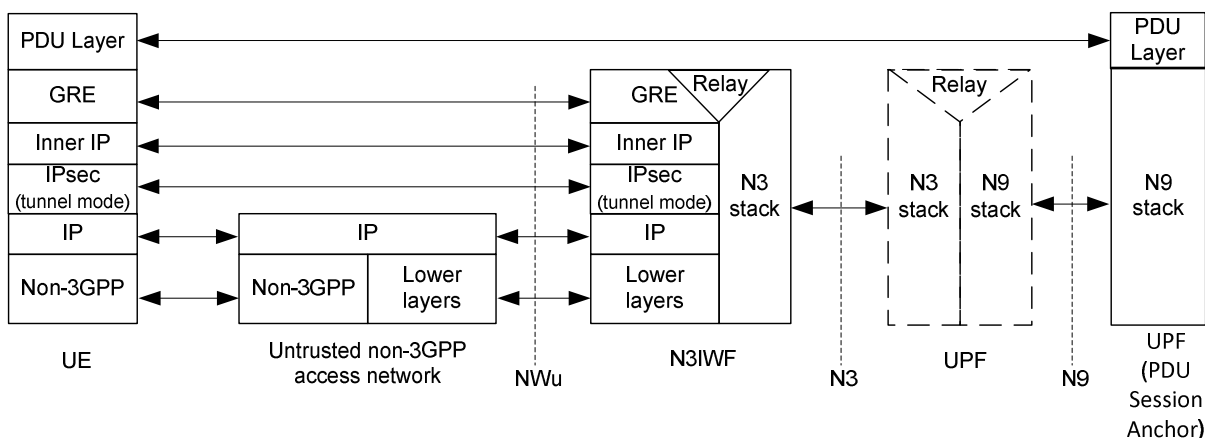 PDU Layer
GRE
Inner IP
IPsec
(tunnel mode)
IP
Non-3GPP
UE
IP
Non-3GPP
Lower
layers
Untrusted non-3GPP
access network
NWu
GRE
Relay
Inner IP
IPsec
(tunnel mode)
IP
Lower
layers
N3
stack
N3IWF
N3
Relay
N3
stack
N9
stack
UPF
N9
PDU
Layer
N9
stack
UPF
(PDU
Session
Anchor)